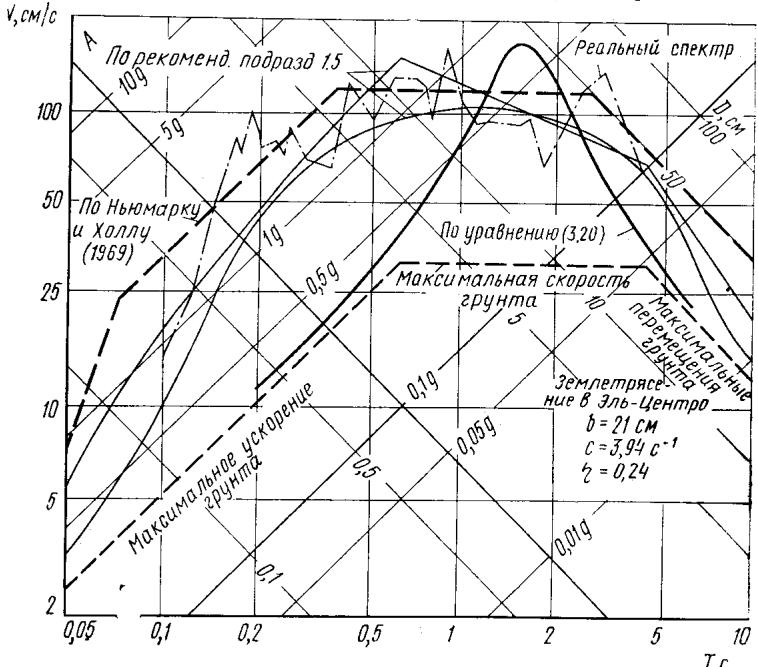 V, см/с
A
По рекоменд. подразд 1.5
Реальный спектр
10g
5g
D, см
100
100
50
50
По Ньюмарку
и Холлу
(1969)
1g
По уравнению (3,20)
0,5g
Максимальная скорость
грунта
25
10
5
Максимальные
перемещения
грунта
Максимальное ускорение
грунта
0,1g
0,05g
Землетрясе-
ние в Эль-Центро
b = 21 см
c = 3,94 с⁻¹
η = 0,24
10
0,5
5
0,01g
0,1
2
0,05
0,1
0,2
0,5
1
2
5
10
T, с